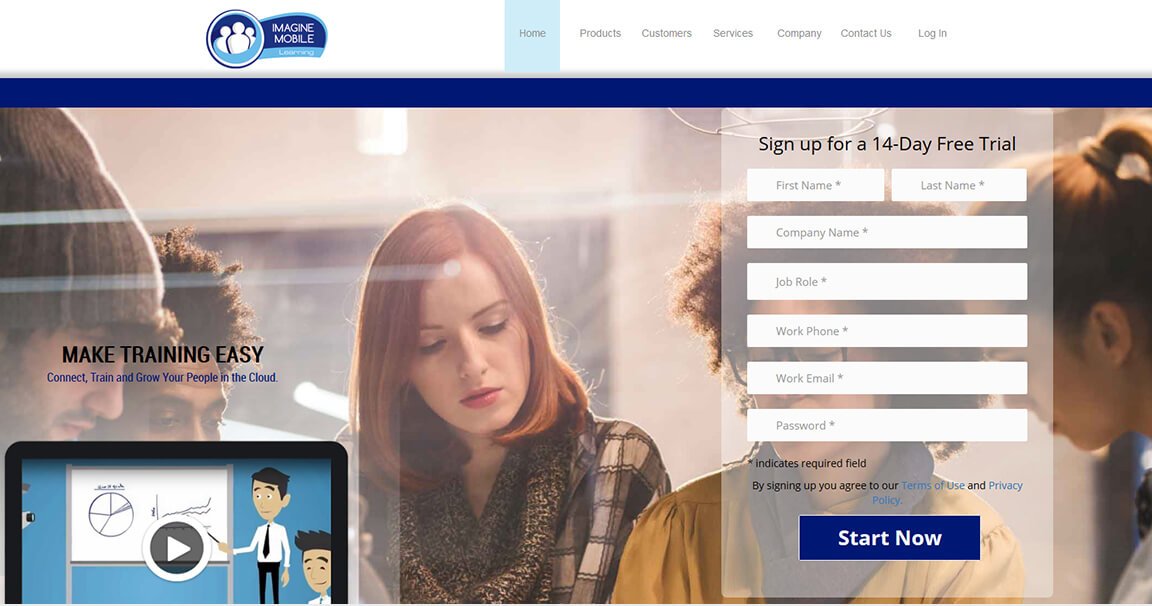 IMAGINE
MOBILE
Learning
Home
Products
Customers
Services
Company
Contact Us
Log In
Sign up for a 14-Day Free Trial
First Name *
Last Name *
Company Name *
Job Role *
Work Phone *
Work Email *
Password *
* indicates required field
By signing up you agree to our Terms of Use and Privacy
Policy.
Start Now
MAKE TRAINING EASY
Connect, Train and Grow Your People in the Cloud.